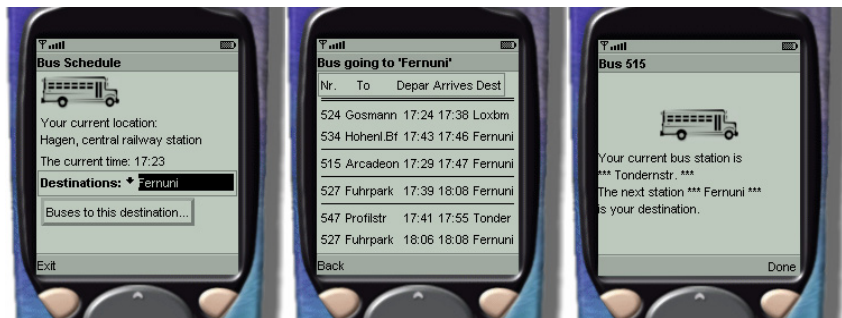 Bus Schedule
Your current location:
Hagen, central railway station
The current time: 17:23
Destinations: Fernuni
Buses to this destination...
Exit
Bus going to 'Fernuni'
Nr. To Depar Arrives Dest
524 Gosmann 17:24 17:38 Loxbm
534 Hohenl.Bf 17:43 17:46 Fernuni
515 Arcadeon 17:29 17:47 Fernuni
527 Fuhrpark 17:39 18:08 Fernuni
547 Profilstr 17:41 17:55 Tonder
527 Fuhrpark 18:06 18:08 Fernuni
Back
Bus 515
Your current bus station is
*** Tondernstr. ***
The next station *** Fernuni ***
is your destination.
Done